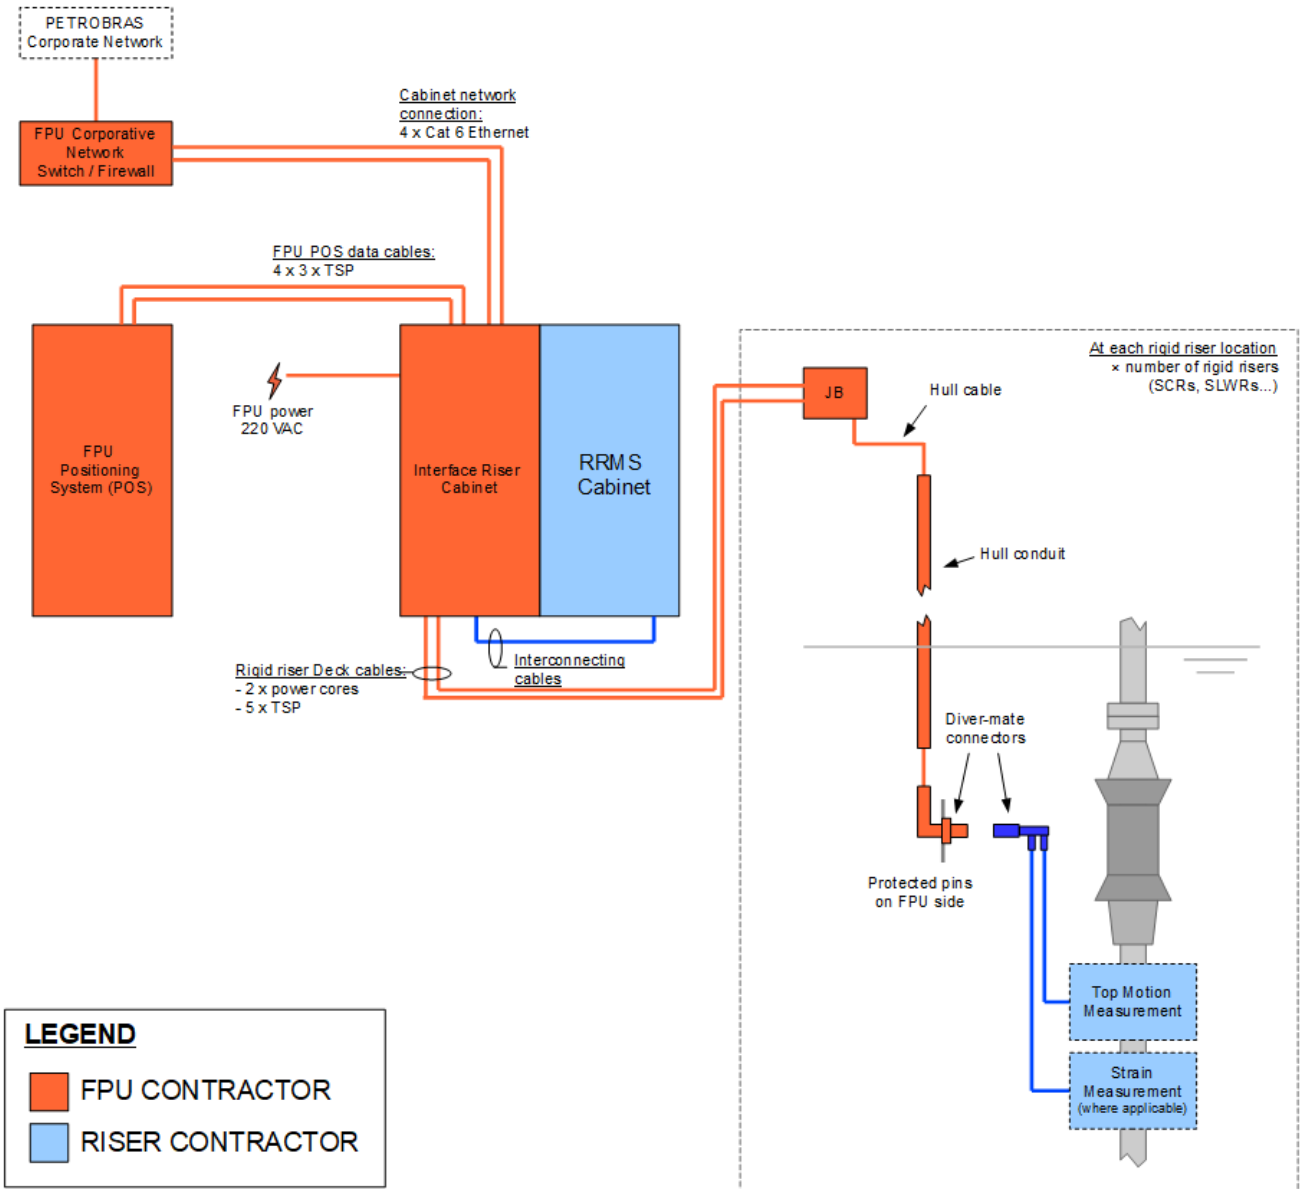 PETROBRAS
Corporate Network
FPU Corporative
Network
Switch / Firewall
Cabinet network
connection:
4 x Cat 6 Ethernet
FPU POS data cables:
4 x 3 x TSP
FPU
Positioning
System (POS)
FPU power
220 VAC
Interface Riser
Cabinet
RRMS
Cabinet
Rigid riser Deck cables:
- 2 x power cores
- 5 x TSP
Interconnecting
cables
At each rigid riser location
× number of rigid risers
(SCRs, SLWRs...)
JB
Hull cable
Hull conduit
Diver-mate
connectors
Protected pins
on FPU side
Top Motion
Measurement
Strain
Measurement
(where applicable)
LEGEND
FPU CONTRACTOR
RISER CONTRACTOR